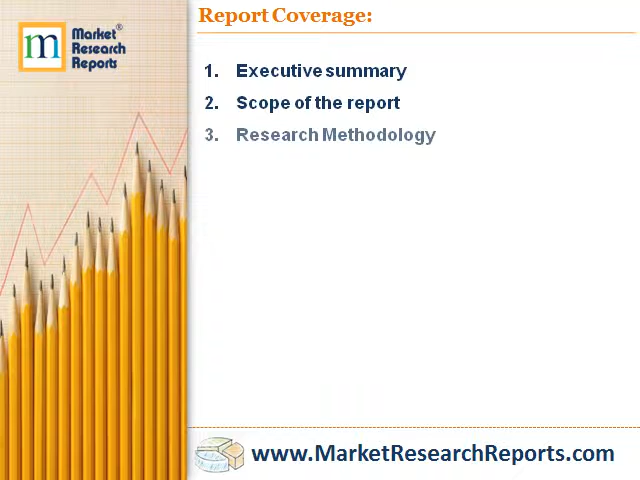 m Market®
Research
Reports
Report Coverage:
1. Executive summary
2. Scope of the report
3. Research Methodology
www.MarketResearchReports.com